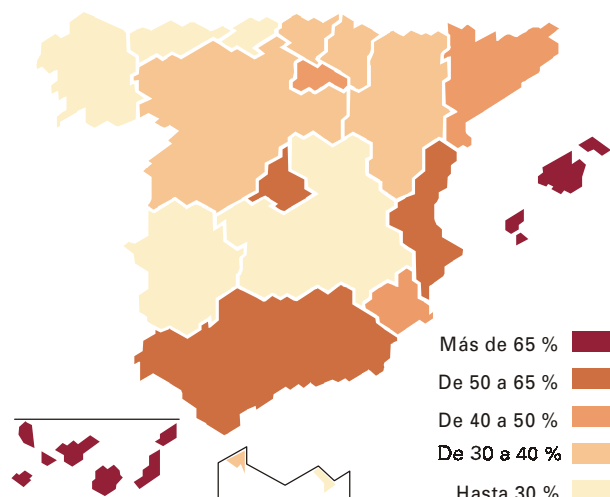 Más de 65 %
De 50 a 65 %
De 40 a 50 %
De 30 a 40 %
Hasta 30 %